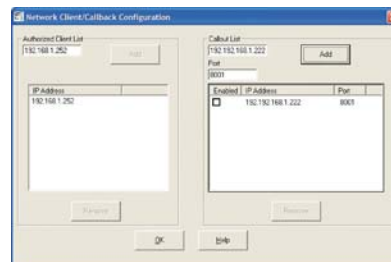 Network Client/Callback Configuration
Authorized Client List
192.168.1.252
Add
IP Address
192.168.1.252
Remove
Callout List
192.192.168.1.222
Add
Port
8001
Enabled IP Address Port
192.192.168.1.222 8001
Remove
OK
Help